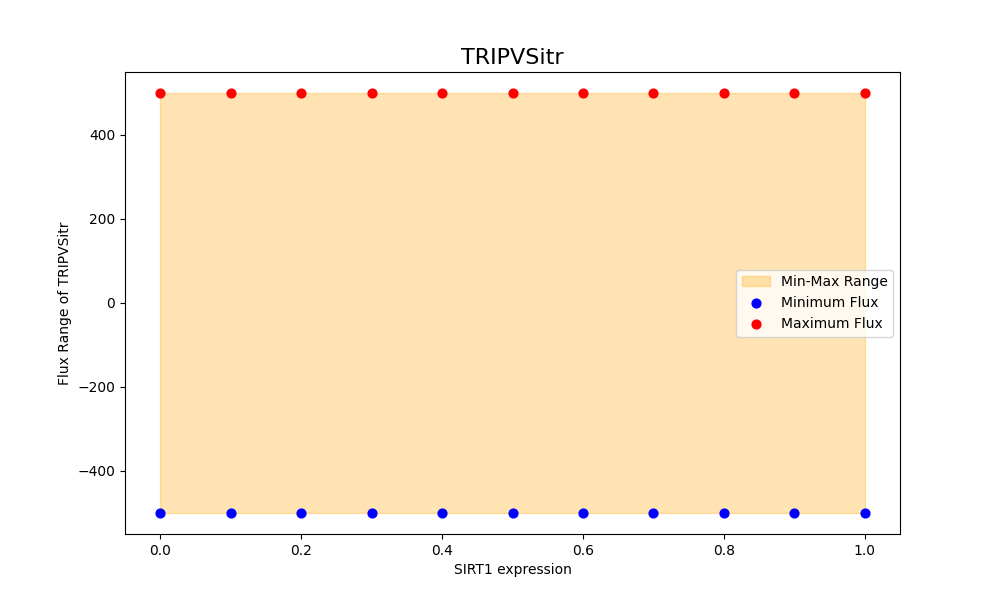 TRIPVSitr
Flux Range of TRIPVSitr
400
200
0
−200
−400
Min-Max Range
Minimum Flux
Maximum Flux
0.0
0.2
0.4
0.6
0.8
1.0
SIRT1 expression